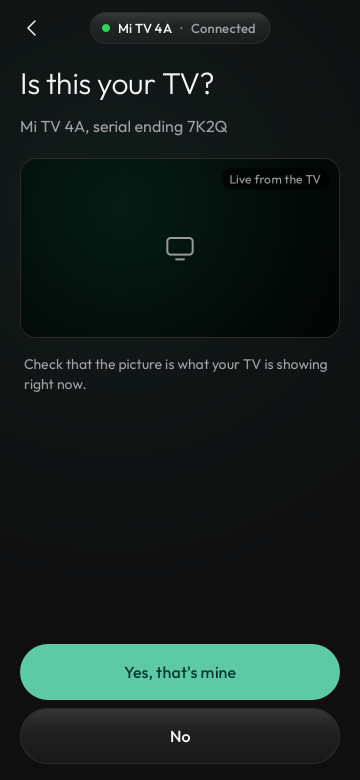 Mi TV 4A · Connected
Is this your TV?
Mi TV 4A, serial ending 7K2Q
Live from the TV
Check that the picture is what your TV is showing
right now.
Yes, that's mine
No